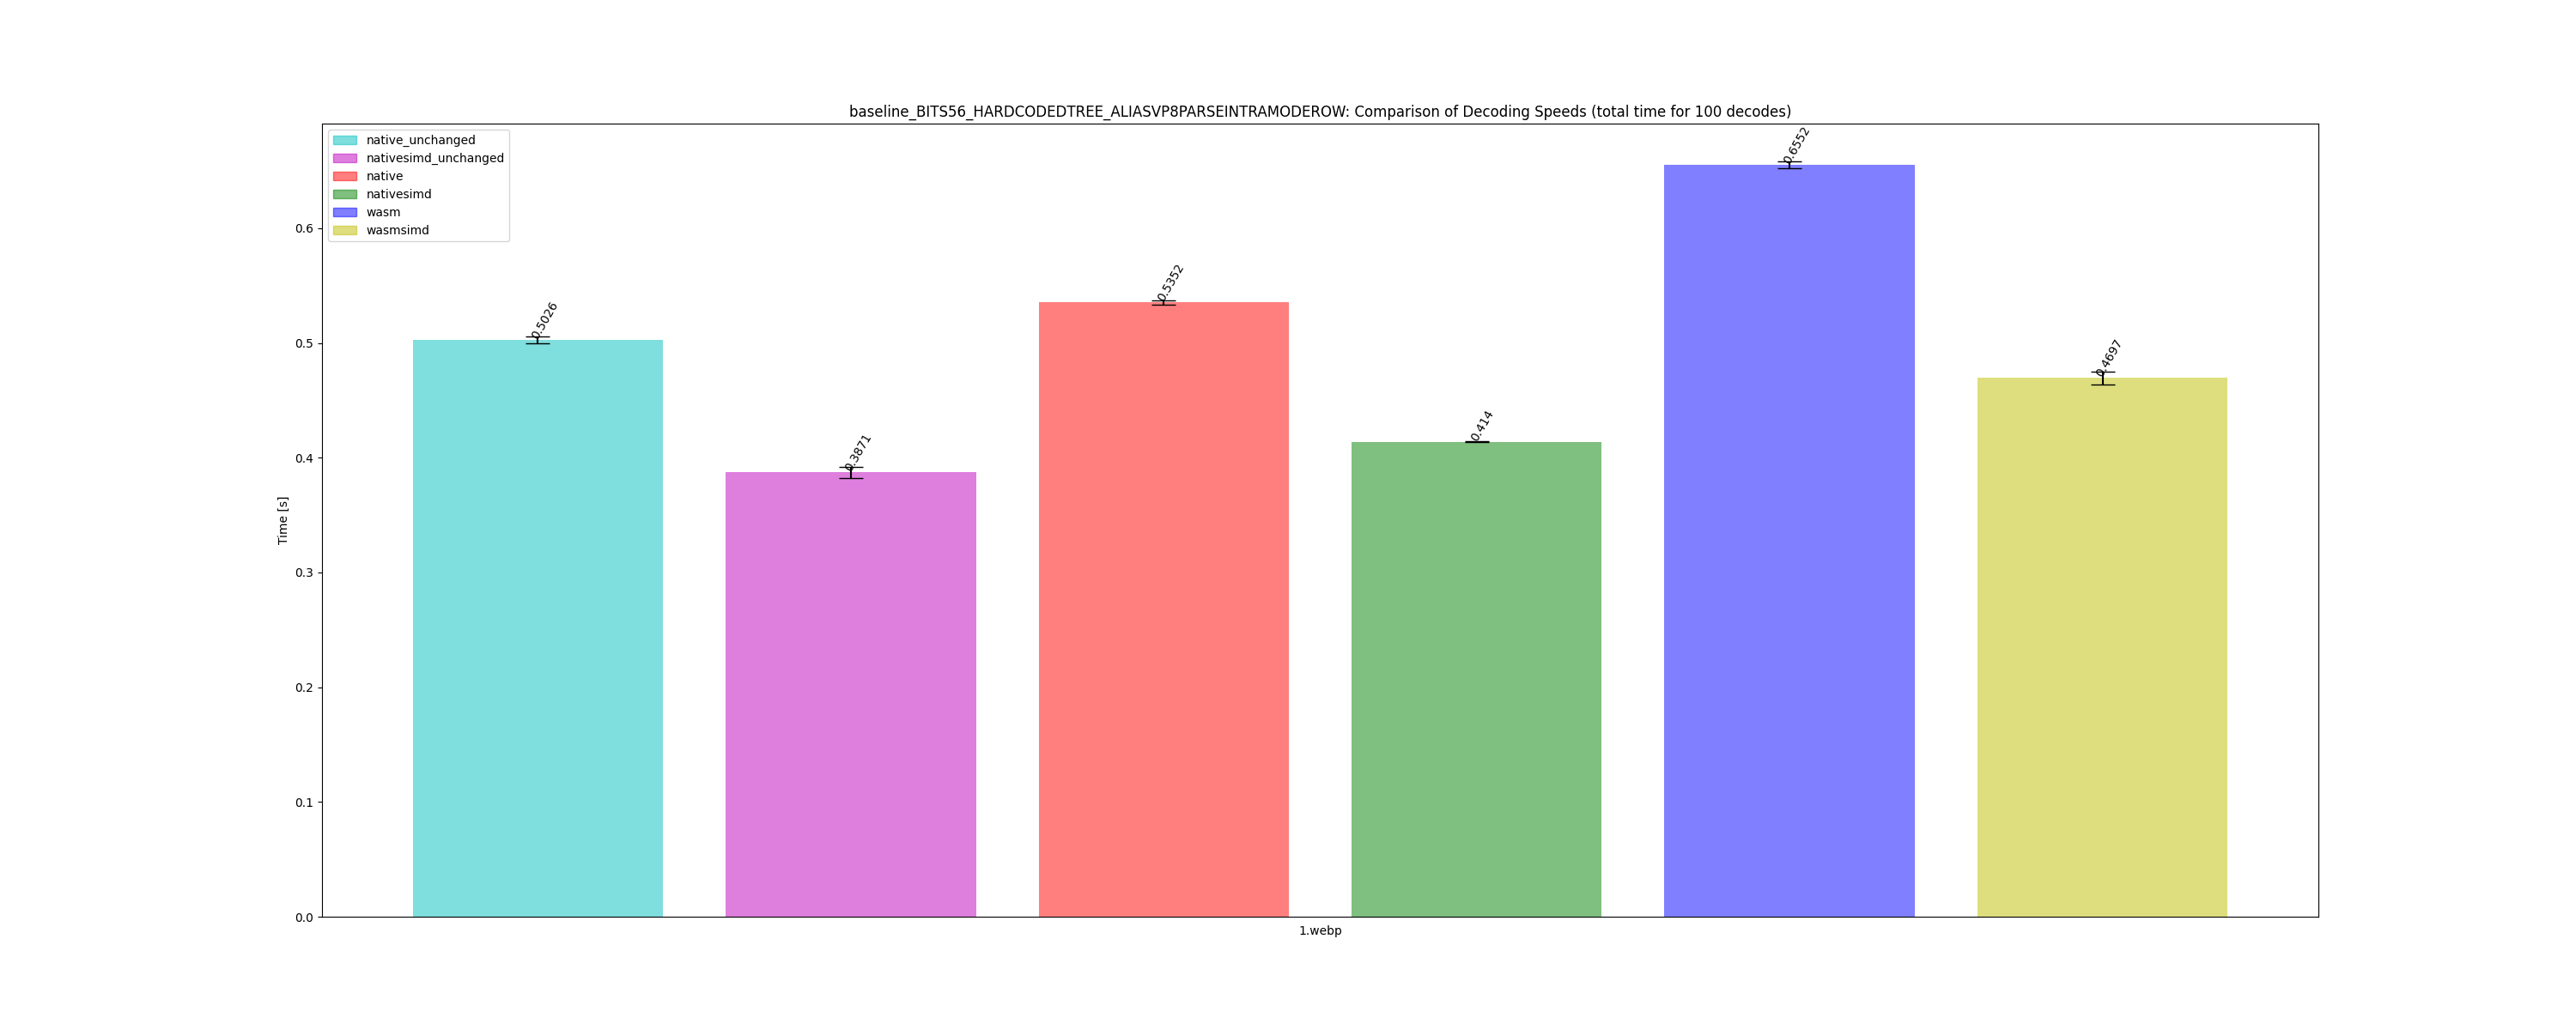 baseline_BITS56_HARDCODEDTREE_ALIASVP8PARSEINTRAMODEROW: Comparison of Decoding Speeds (total time for 100 decodes)
native_unchanged
nativesimd_unchanged
native
nativesimd
wasm
wasmsimd
0.6
0.5
0.4
0.3
0.2
0.1
0.0
Time [s]
0.5026
0.3871
0.5352
0.414
0.6552
0.4697
1.webp